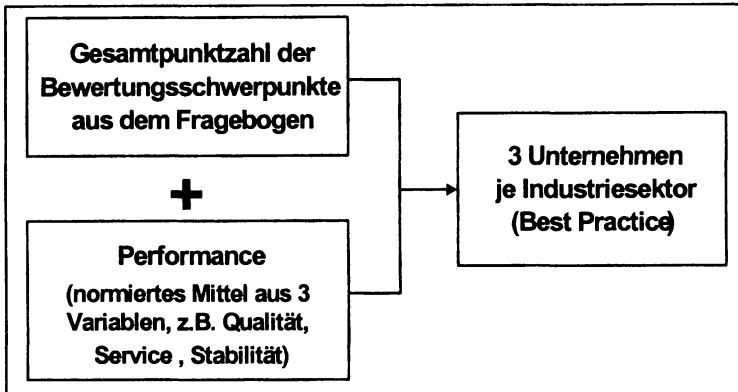 Gesamtpunktzahl der
Bewertungsschwerpunkte
aus dem Fragebogen
+
Performance
(normiertes Mittel aus 3
Variablen, z.B. Qualität,
Service , Stabilität)
3 Unternehmen
je Industriesektor
(Best Practice)